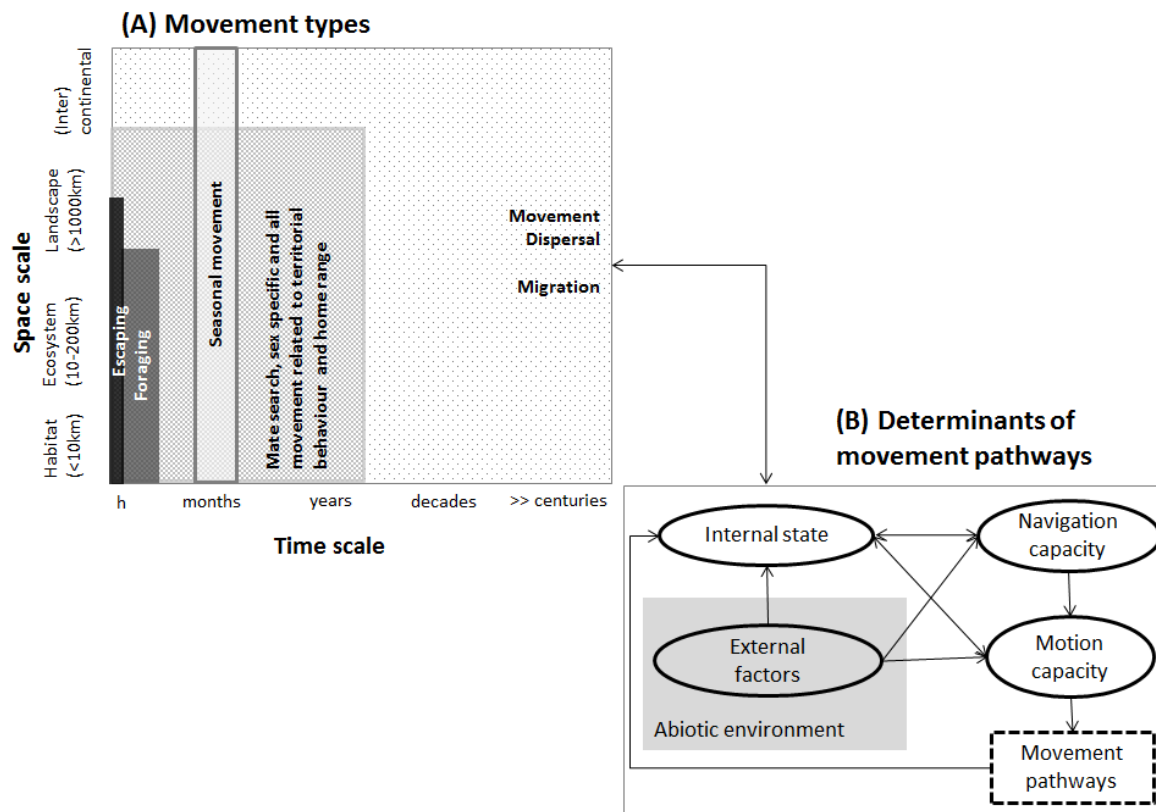 (A) Movement types
Space scale
(Inter)
continental
Landscape
(>1000km)
Ecosystem
(10-200km)
Habitat
(<10km)
Escaping
Foraging
Seasonal movement
Mate search, sex specific and all
movement related to territorial
behaviour and home range
Movement
Dispersal
Migration
h
months
years
decades
>> centuries
Time scale
(B) Determinants of
movement pathways
Internal state
Navigation
capacity
External
factors
Motion
capacity
Abiotic environment
Movement
pathways